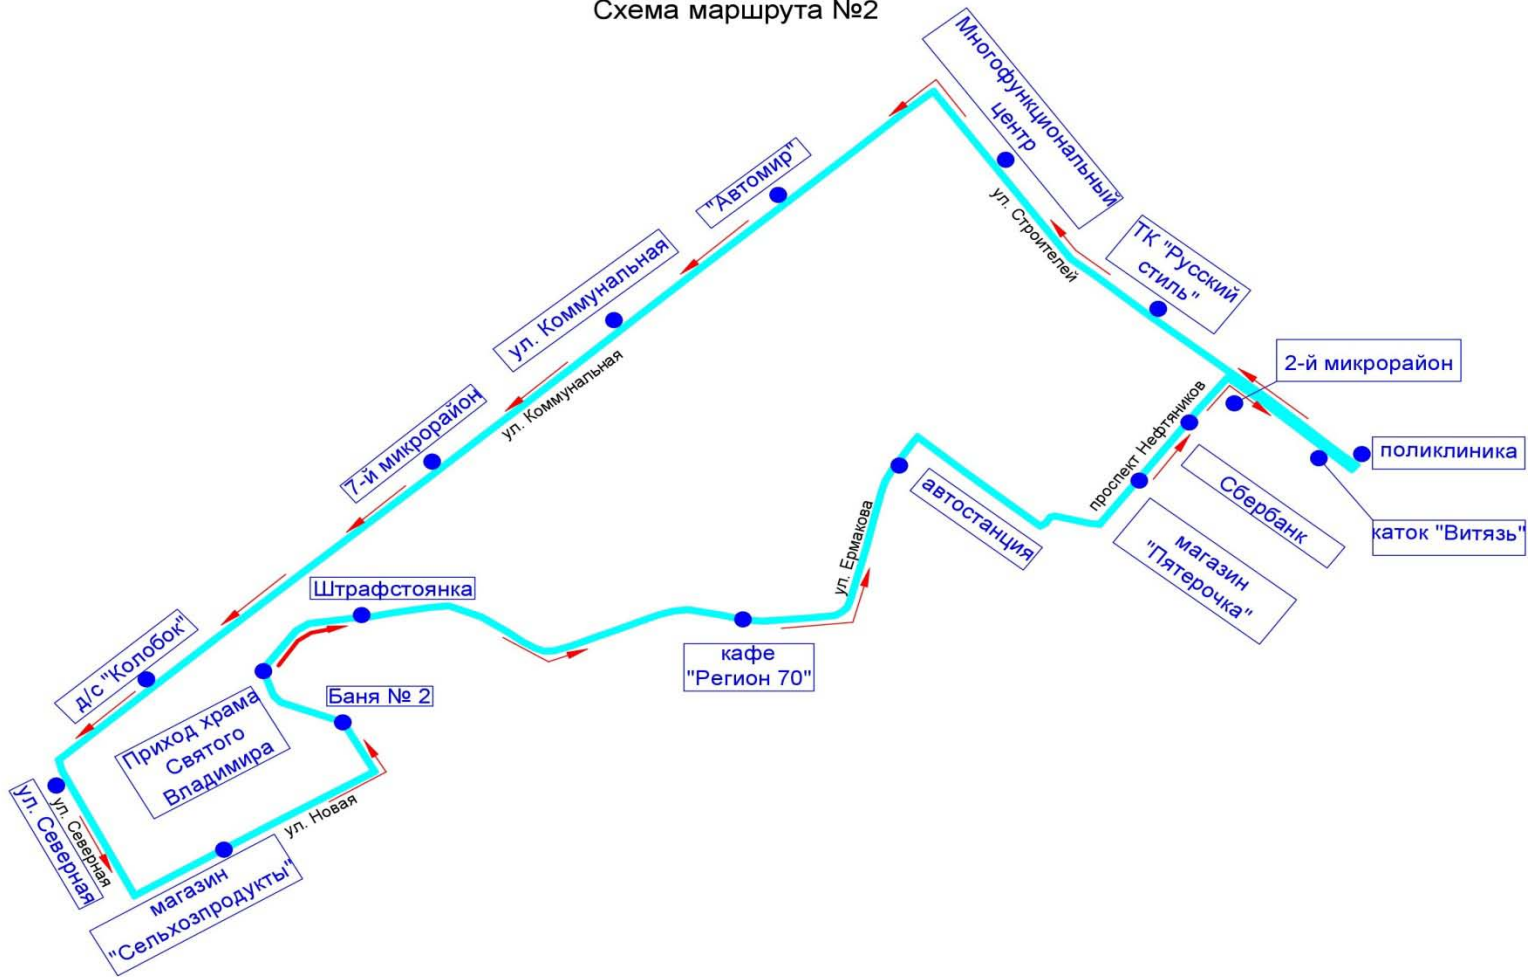 Схема маршрута №2
Многофункциональный
центр
"Автомир"
ул. Строителей
ТК "Русский
стиль"
ул. Коммунальная
ул. Коммунальная
2-й микрорайон
7-й микрорайон
проспект Нефтяников
поликлиника
автостанция
Сбербанк
каток "Витязь"
магазин
"Пятерочка"
ул. Ермакова
Штрафстоянка
д/с "Колобок"
кафе
"Регион 70"
Баня № 2
Приход храма
Святого
Владимира
ул. Северная
ул. Северная
ул. Новая
магазин
"Сельхозпродукты"